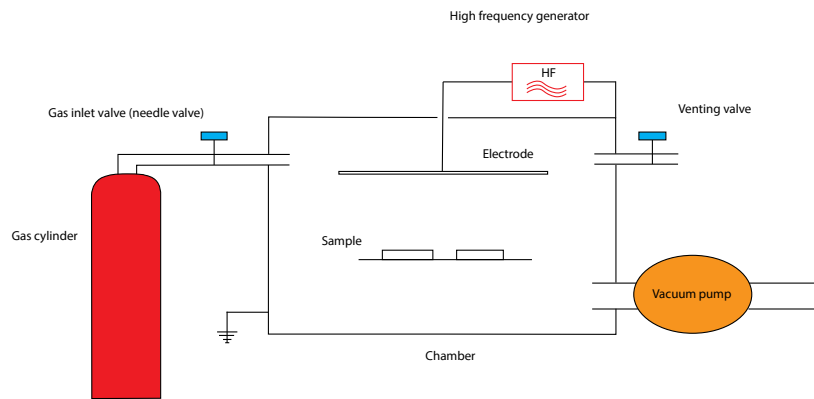 High frequency generator
HF
Gas inlet valve (needle valve)
Venting valve
Electrode
Gas cylinder
Sample
Vacuum pump
Chamber